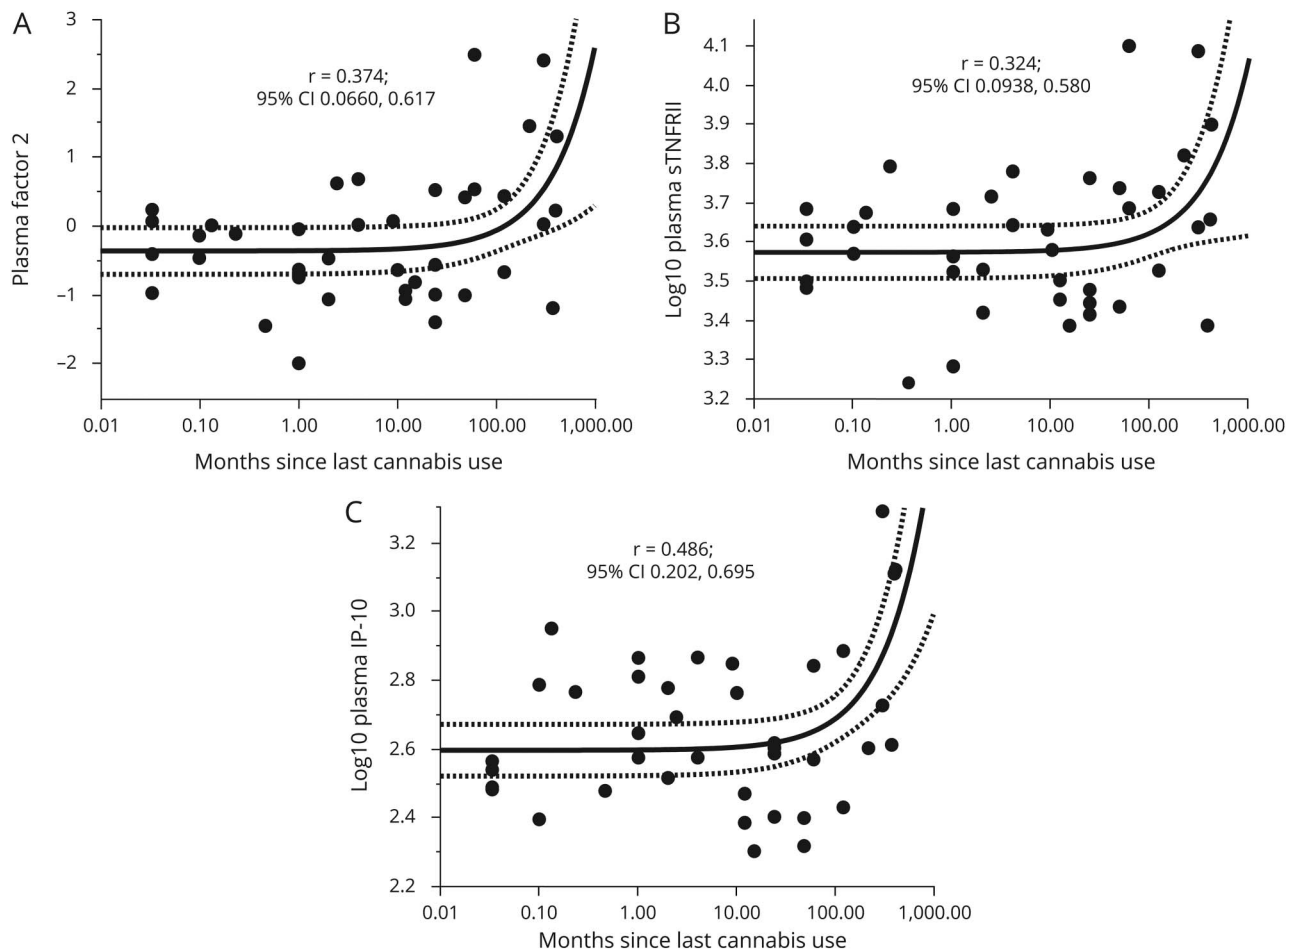 A
r = 0.374;
95% CI 0.0660, 0.617
Plasma factor 2
3
2
1
0
−1
−2
0.01 0.10 1.00 10.00 100.00 1,000.00
Months since last cannabis use
B
r = 0.324;
95% CI 0.0938, 0.580
Log10 plasma sTNFRII
4.1
4.0
3.9
3.8
3.7
3.6
3.5
3.4
3.3
3.2
0.01 0.10 1.00 10.00 100.00 1,000.00
Months since last cannabis use
C
r = 0.486;
95% CI 0.202, 0.695
Log10 plasma IP-10
3.2
3.0
2.8
2.6
2.4
2.2
0.01 0.10 1.00 10.00 100.00 1,000.00
Months since last cannabis use